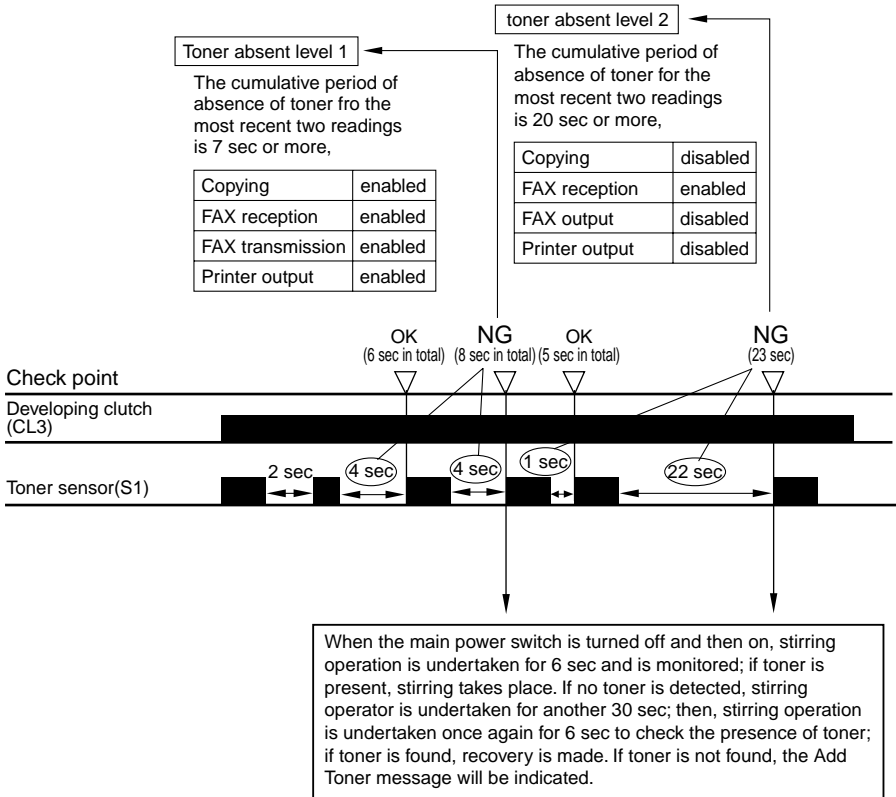 toner absent level 2
Toner absent level 1
The cumulative period of
absence of toner fro the
most recent two readings
is 7 sec or more,
The cumulative period of
absence of toner for the
most recent two readings
is 20 sec or more,
Copying enabled
FAX reception enabled
FAX transmission enabled
Printer output enabled
Copying disabled
FAX reception enabled
FAX output disabled
Printer output disabled
OK
(6 sec in total)
NG
(8 sec in total)
OK
(5 sec in total)
NG
(23 sec)
Check point
Developing clutch
(CL3)
2 sec
4 sec
4 sec
1 sec
22 sec
Toner sensor(S1)
When the main power switch is turned off and then on, stirring
operation is undertaken for 6 sec and is monitored; if toner is
present, stirring takes place. If no toner is detected, stirring
operator is undertaken for another 30 sec; then, stirring operation
is undertaken once again for 6 sec to check the presence of toner;
if toner is found, recovery is made. If toner is not found, the Add
Toner message will be indicated.